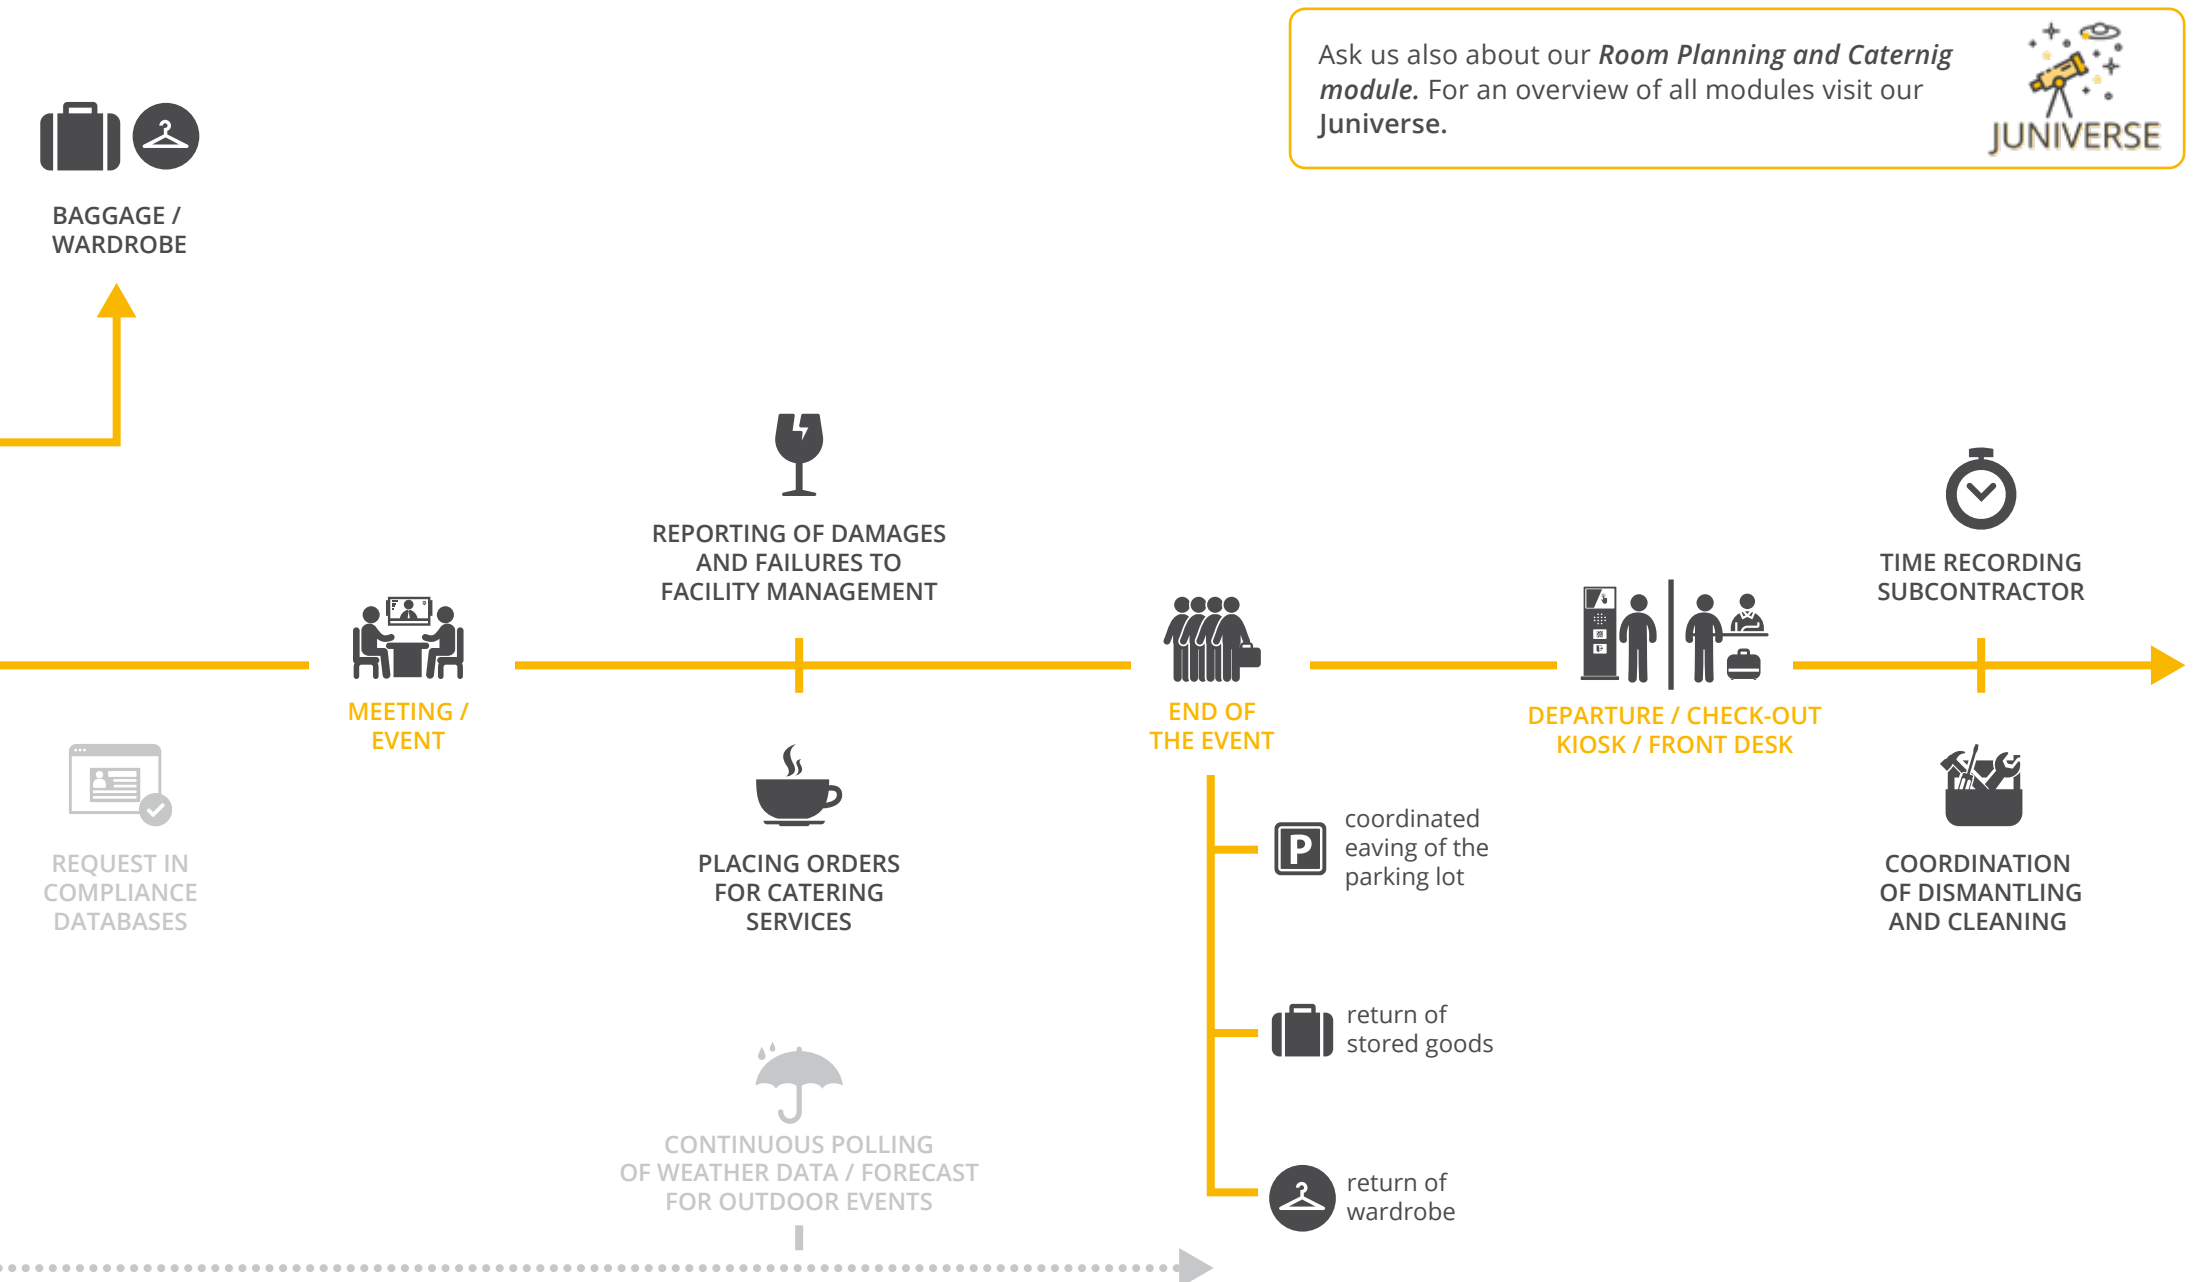 Ask us also about our Room Planning and Caternig
module. For an overview of all modules visit our
Juniverse.
JUNIVERSE
BAGGAGE /
WARDROBE
REPORTING OF DAMAGES
AND FAILURES TO
FACILITY MANAGEMENT
TIME RECORDING
SUBCONTRACTOR
MEETING /
EVENT
END OF
THE EVENT
DEPARTURE / CHECK-OUT
KIOSK / FRONT DESK
REQUEST IN
COMPLIANCE
DATABASES
PLACING ORDERS
FOR CATERING
SERVICES
P
coordinated
eaving of the
parking lot
COORDINATION
OF DISMANTLING
AND CLEANING
return of
stored goods
CONTINUOUS POLLING
OF WEATHER DATA / FORECAST
FOR OUTDOOR EVENTS
return of
wardrobe